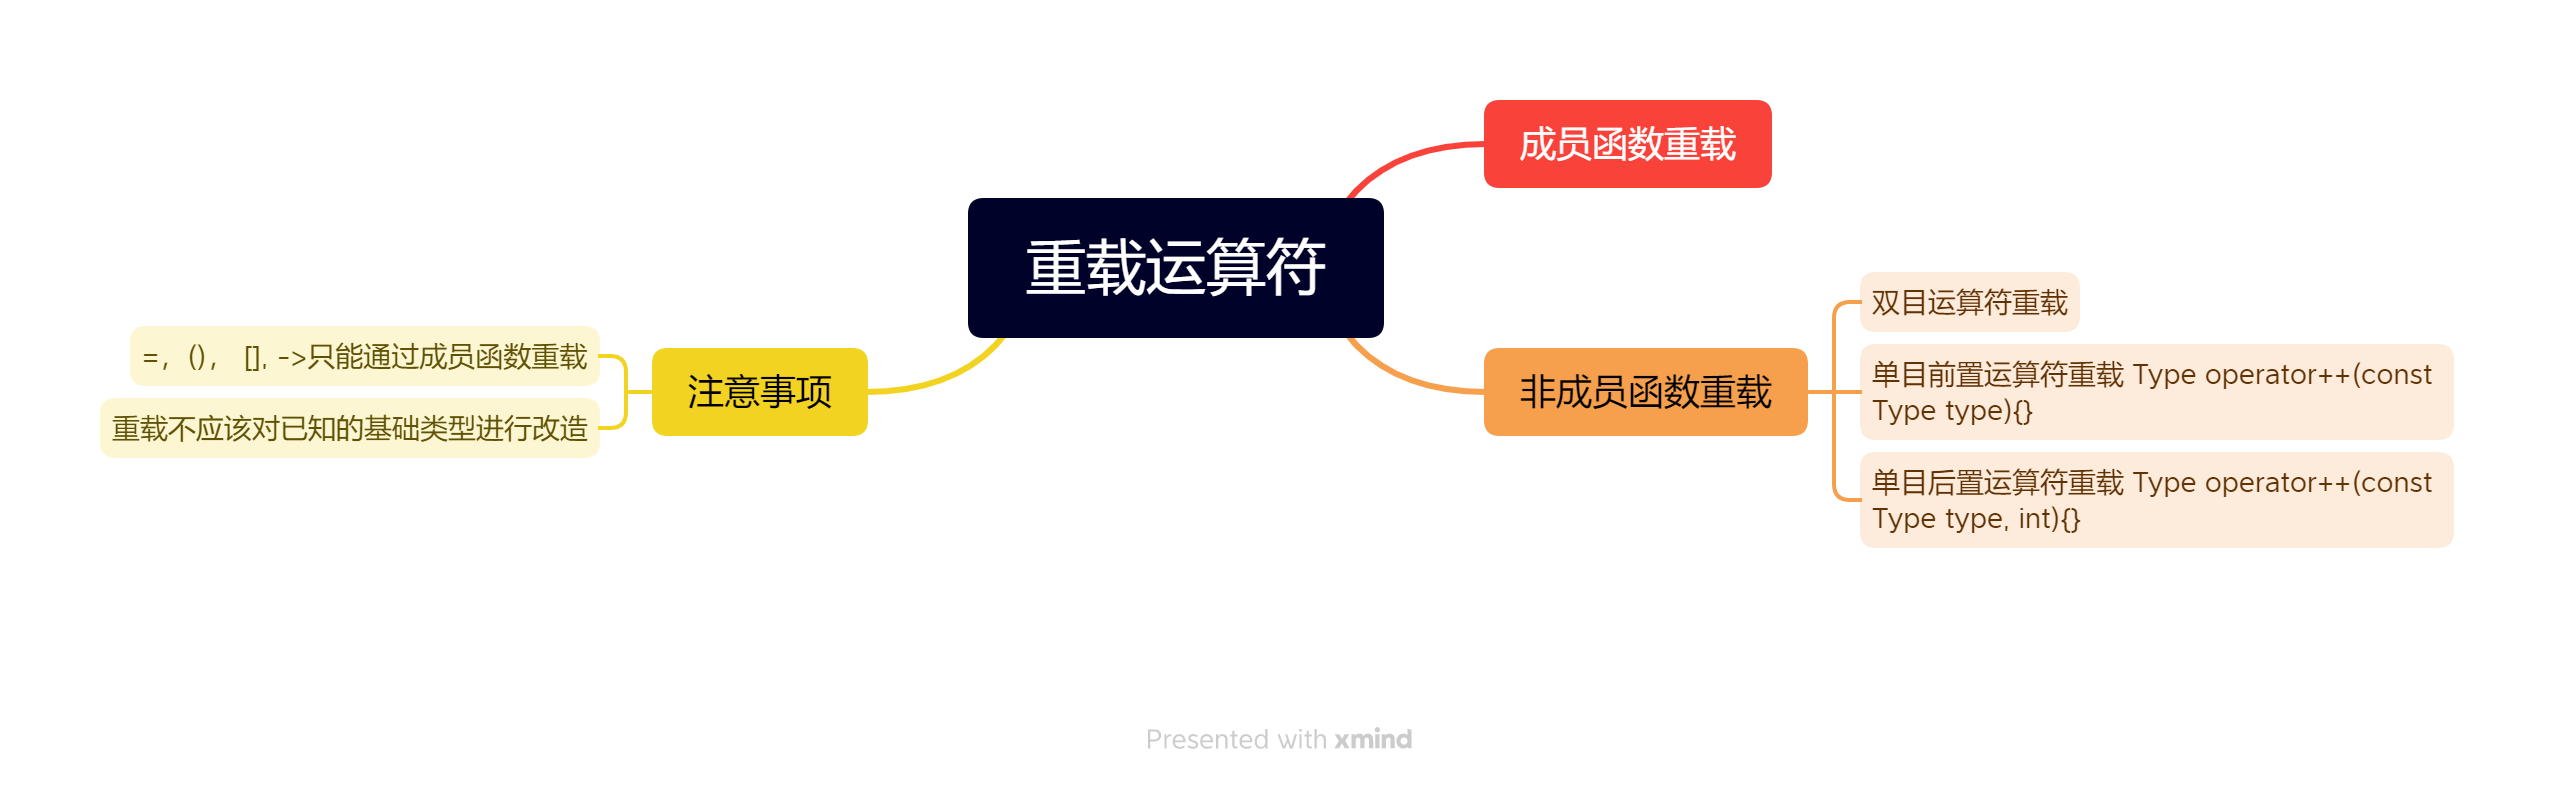 重载运算符
成员函数重载
非成员函数重载
双目运算符重载
单目前置运算符重载 Type operator++(const
Type type){}
单目后置运算符重载 Type operator++(const
Type type, int){}
注意事项
=，()， [], ->只能通过成员函数重载
重载不应该对已知的基础类型进行改造
Presented with xmind